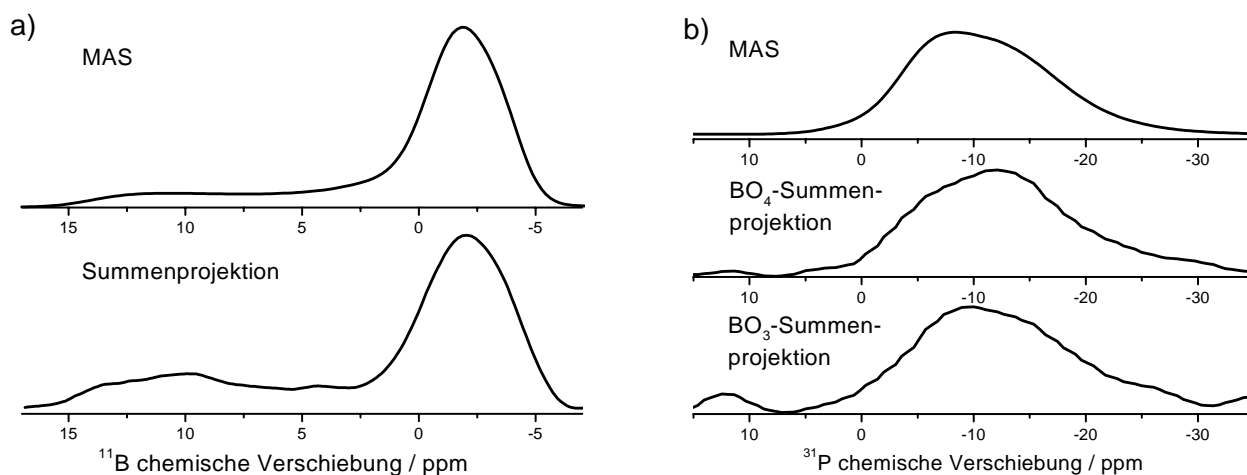 a)
MAS
15 10 5 0 -5
Summenprojektion
15 10 5 0 -5
¹¹B chemische Verschiebung / ppm
b)
MAS
10 0 -10 -20 -30
BO₄-Summen-
projektion
10 0 -10 -20 -30
BO₃-Summen-
projektion
10 0 -10 -20 -30
³¹P chemische Verschiebung / ppm